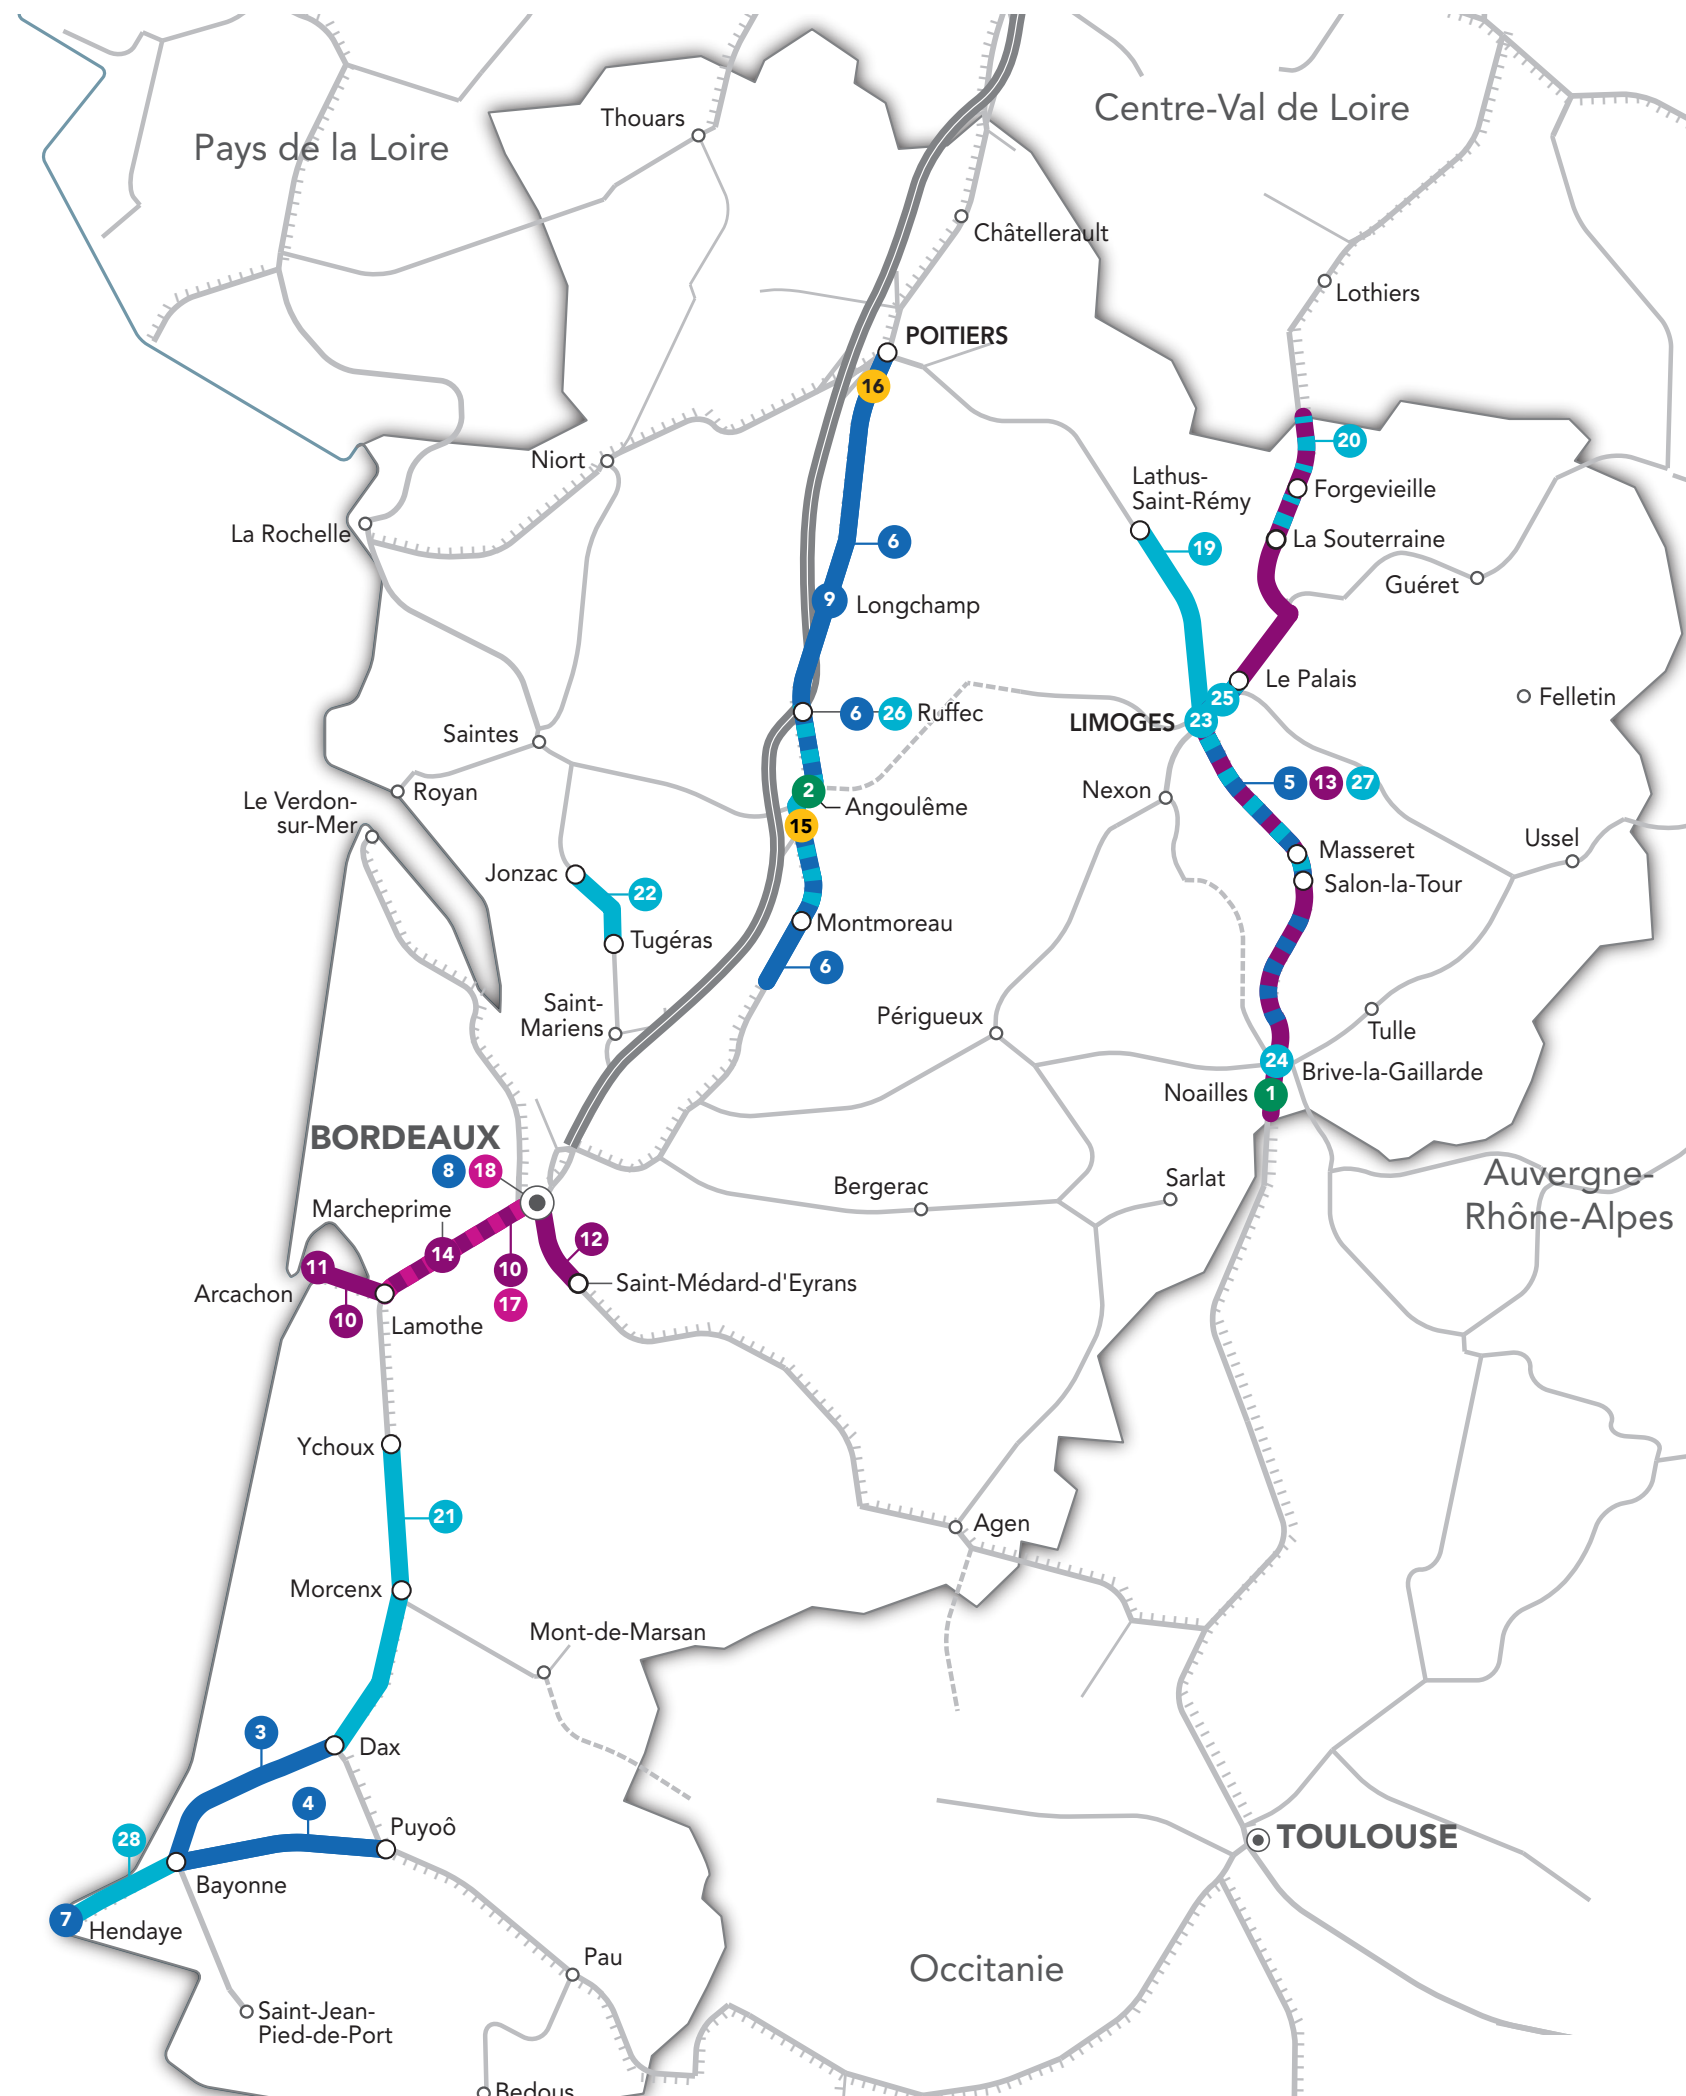 Centre-Val de Loire
Thouars
Pays de la Loire
Châtellerault
Lothiers
POITIERS
16
20
Niort
Lathus-
Saint-Rémy
Forgevieille
La Rochelle
6
19
La Souterraine
Guéret
9
Longchamp
Le Palais
25
Felletin
6
26
Ruffec
LIMOGES
23
Saintes
Nexon
5
13
27
Royan
2
Angoulême
Le Verdon-
sur-Mer
15
Ussel
Masseret
Jonzac
22
Salon-la-Tour
Montmoreau
Tugéras
6
Saint-
Mariens
Périgueux
Tulle
24
Brive-la-Gaillarde
Noailles
1
BORDEAUX
8
18
Auvergne-
Rhône-Alpes
Bergerac
Sarlat
Marcheprime
12
14
11
10
Saint-Médard-d'Eyrans
Arcachon
17
10
Lamothe
Ychoux
21
Agen
Morcenx
Mont-de-Marsan
3
Dax
4
Puyoô
28
TOULOUSE
Bayonne
7
Hendaye
Pau
Occitanie
Saint-Jean-
Pied-de-Port
Bedous